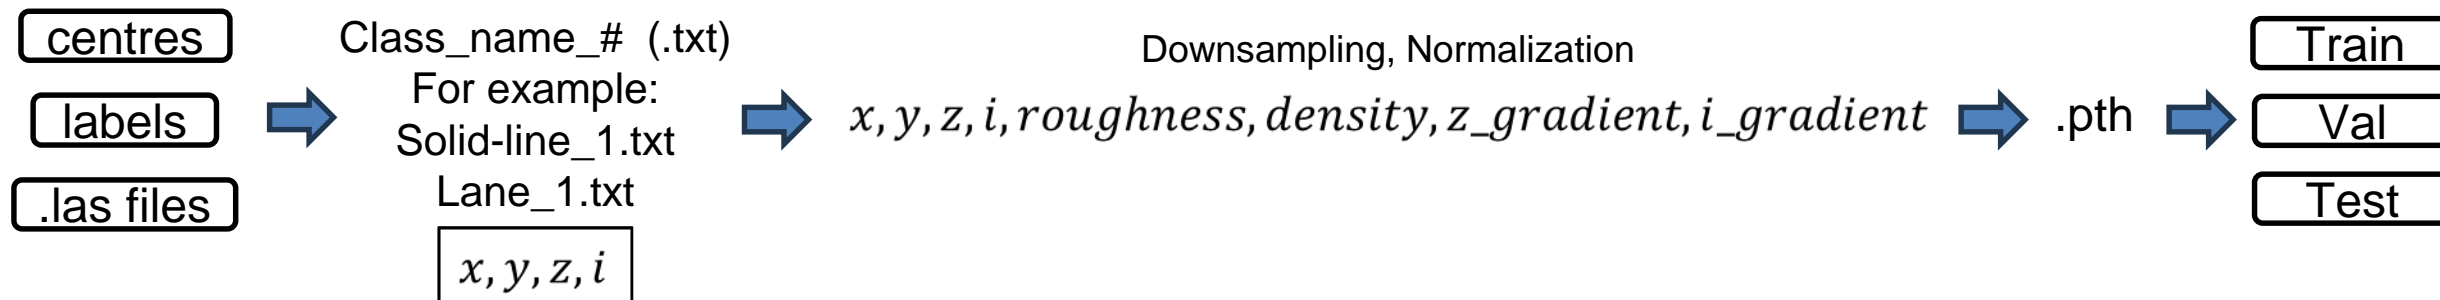 centres
labels
.las files
Class_name_# (.txt)
For example:
Solid-line_1.txt
Lane_1.txt
x, y, z, i
Downsampling, Normalization
x, y, z, i, roughness, density, z_gradient, i_gradient
.pth
Train
Val
Test